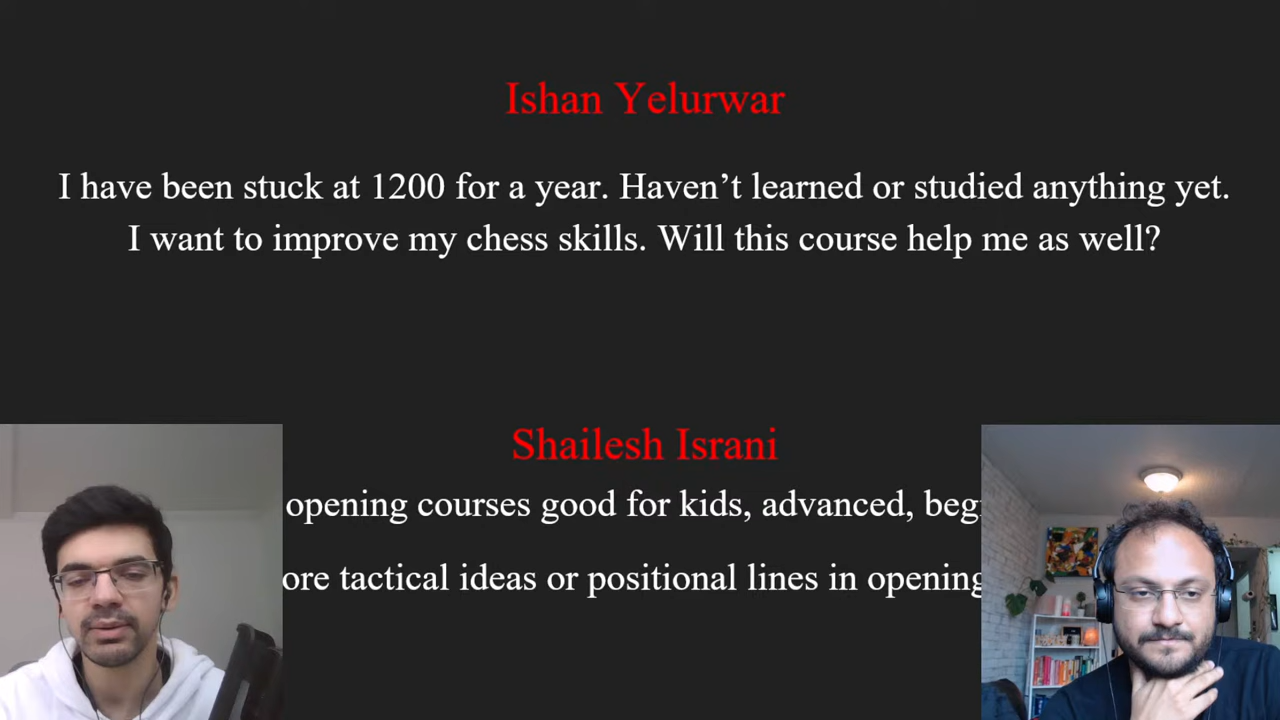 Ishan Yelurwar
I have been stuck at 1200 for a year. Haven’t learned or studied anything yet.
I want to improve my chess skills. Will this course help me as well?
Shailesh Israni
opening courses good for kids, advanced,
tactical ideas or positional lines in opening